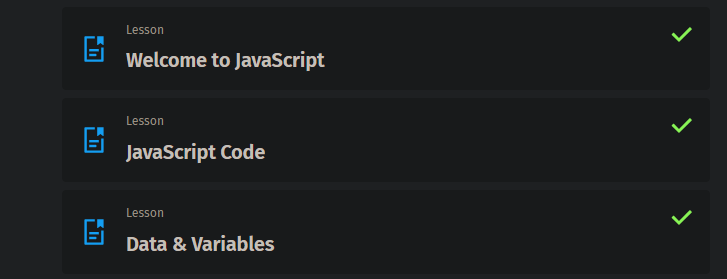 Lesson
Welcome to JavaScript
Lesson
JavaScript Code
Lesson
Data & Variables